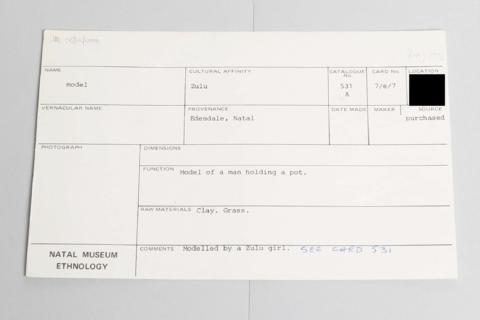 NAME CULTURAL AFFINITY CATALOGUE No. CARD No. LOCATION
model Zulu 531 A 7/e/7
VERNACULAR NAME PROVENANCE DATE MADE MAKER SOURCE
Edendale, Natal purchased
PHOTOGRAPH DIMENSIONS
FUNCTION Model of a man holding a pot.
RAW MATERIALS Clay. Grass.
COMMENTS Modelled by a Zulu girl. SEE CARD 531
NATAL MUSEUM
ETHNOLOGY